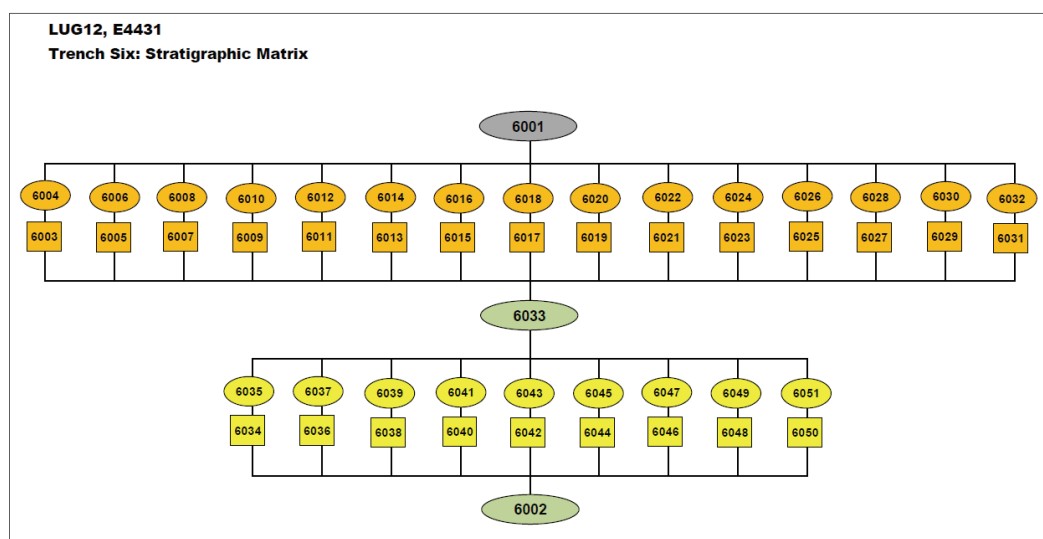 LUG12, E4431
Trench Six: Stratigraphic Matrix
6001
6004 6006 6008 6010 6012 6014 6016 6018 6020 6022 6024 6026 6028 6030 6032
6003 6005 6007 6009 6011 6013 6015 6017 6019 6021 6023 6025 6027 6029 6031
6033
6035 6037 6039 6041 6043 6045 6047 6049 6051
6034 6036 6038 6040 6042 6044 6046 6048 6050
6002